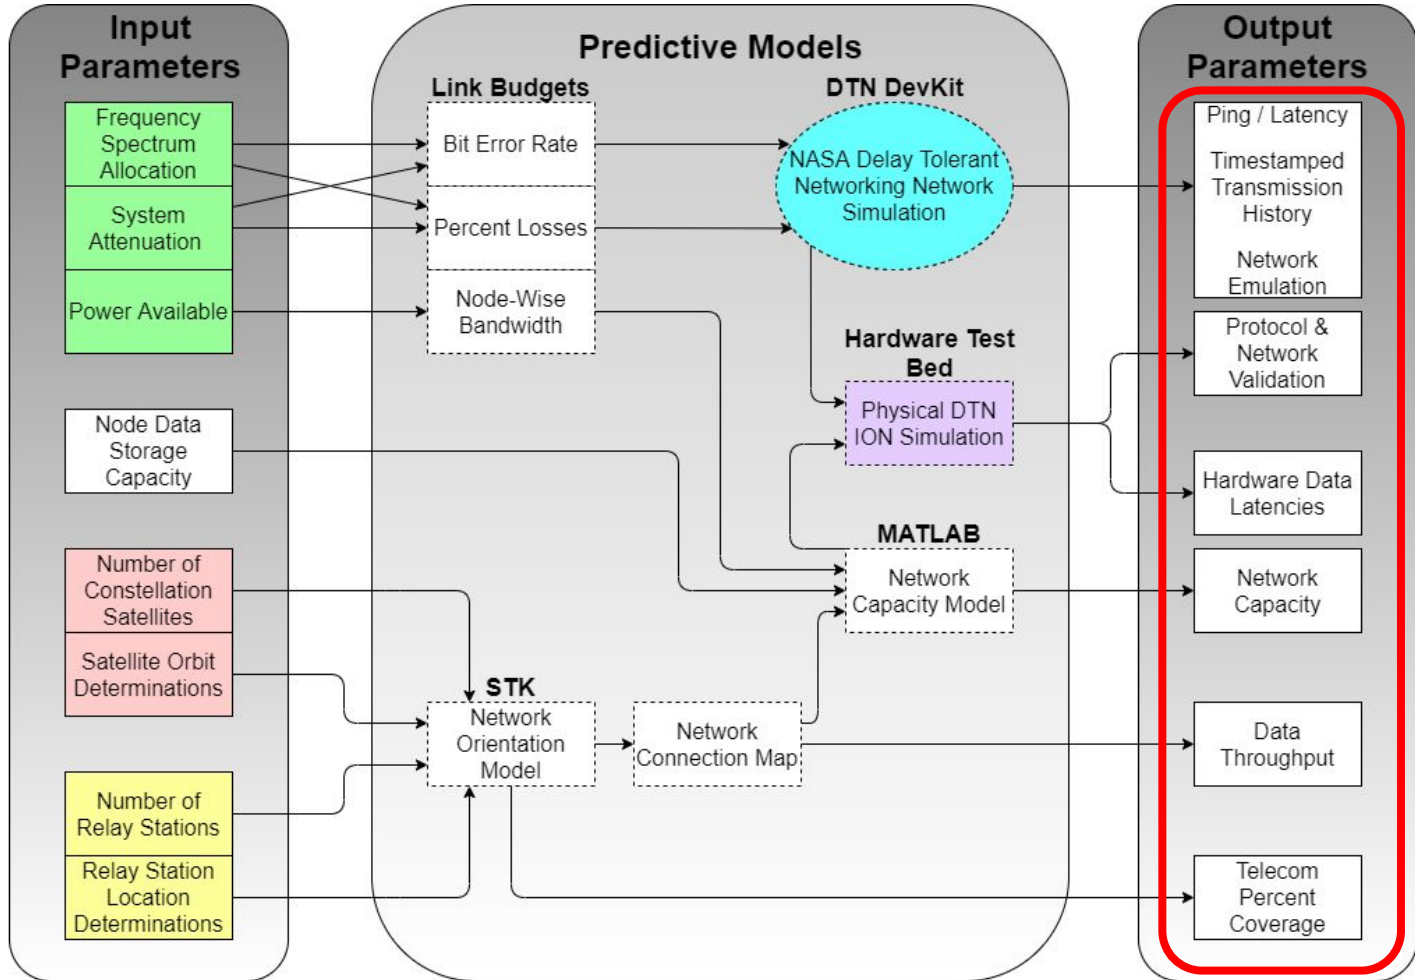 Input
Parameters
Frequency
Spectrum
Allocation
System
Attenuation
Power Available
Node Data
Storage
Capacity
Number of
Constellation
Satellites
Satellite Orbit
Determinations
Number of
Relay Stations
Relay Station
Location
Determinations
Predictive Models
Link Budgets
Bit Error Rate
Percent Losses
Node-Wise
Bandwidth
DTN DevKit
NASA Delay Tolerant
Networking Network
Simulation
Hardware Test
Bed
Physical DTN
ION Simulation
MATLAB
Network
Capacity Model
STK
Network
Orientation
Model
Network
Connection Map
Output
Parameters
Ping / Latency
Timestamped
Transmission
History
Network
Emulation
Protocol &
Network
Validation
Hardware Data
Latencies
Network
Capacity
Data
Throughput
Telecom
Percent
Coverage